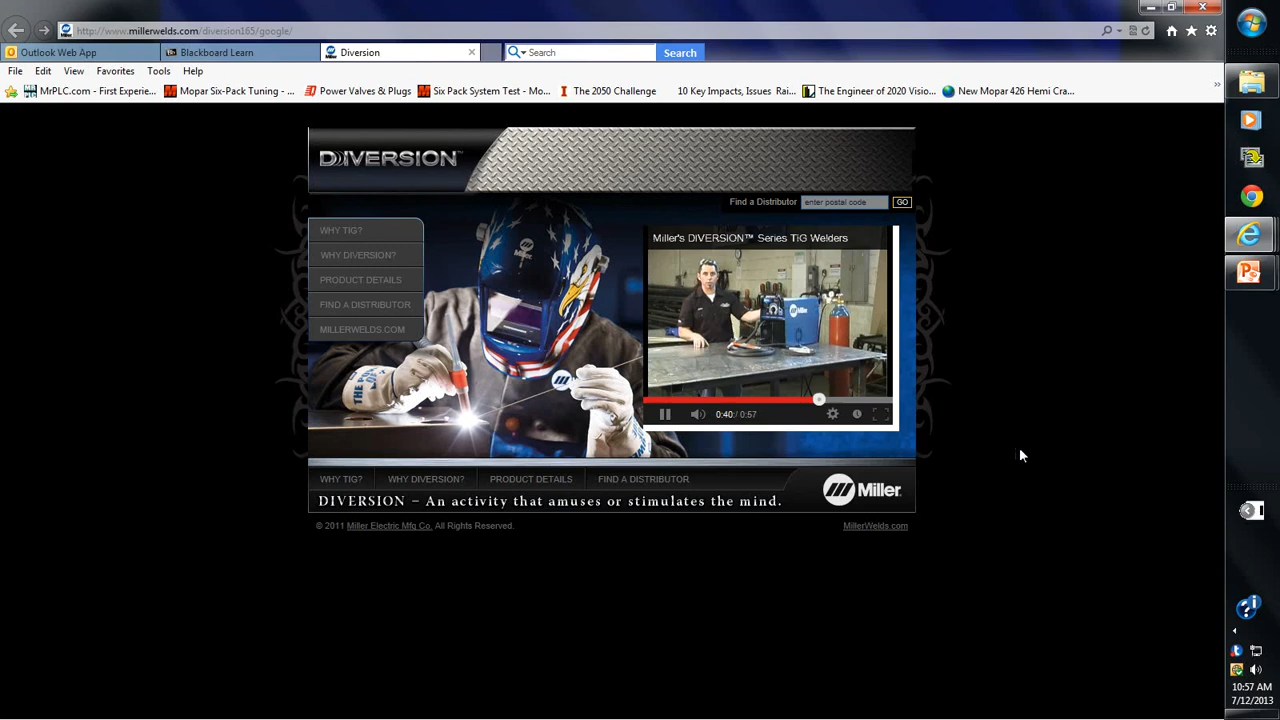 http://www.millerwelds.com/diversion165/google/
Outlook Web App
Blackboard Learn
Diversion
Search
Search
File Edit View Favorites Tools Help
MrPLC.com - First Experie...
Mopar Six-Pack Tuning - ...
Power Valves & Plugs
Six Pack System Test - Mo...
The 2050 Challenge
10 Key Impacts, Issues Rai...
The Engineer of 2020 Visio...
New Mopar 426 Hemi Cra...
DIVERSION™
Find a Distributor enter postal code GO
WHY TIG?
WHY DIVERSION?
PRODUCT DETAILS
FIND A DISTRIBUTOR
MILLERWELDS.COM
Miller
Miller's DIVERSION™ Series TIG Welders
0:40 / 0:57
WHY TIG? WHY DIVERSION? PRODUCT DETAILS FIND A DISTRIBUTOR
Miller.
DIVERSION – An activity that amuses or stimulates the mind.
© 2011 Miller Electric Mfg Co. All Rights Reserved.
MillerWelds.com
10:57 AM
7/12/2013